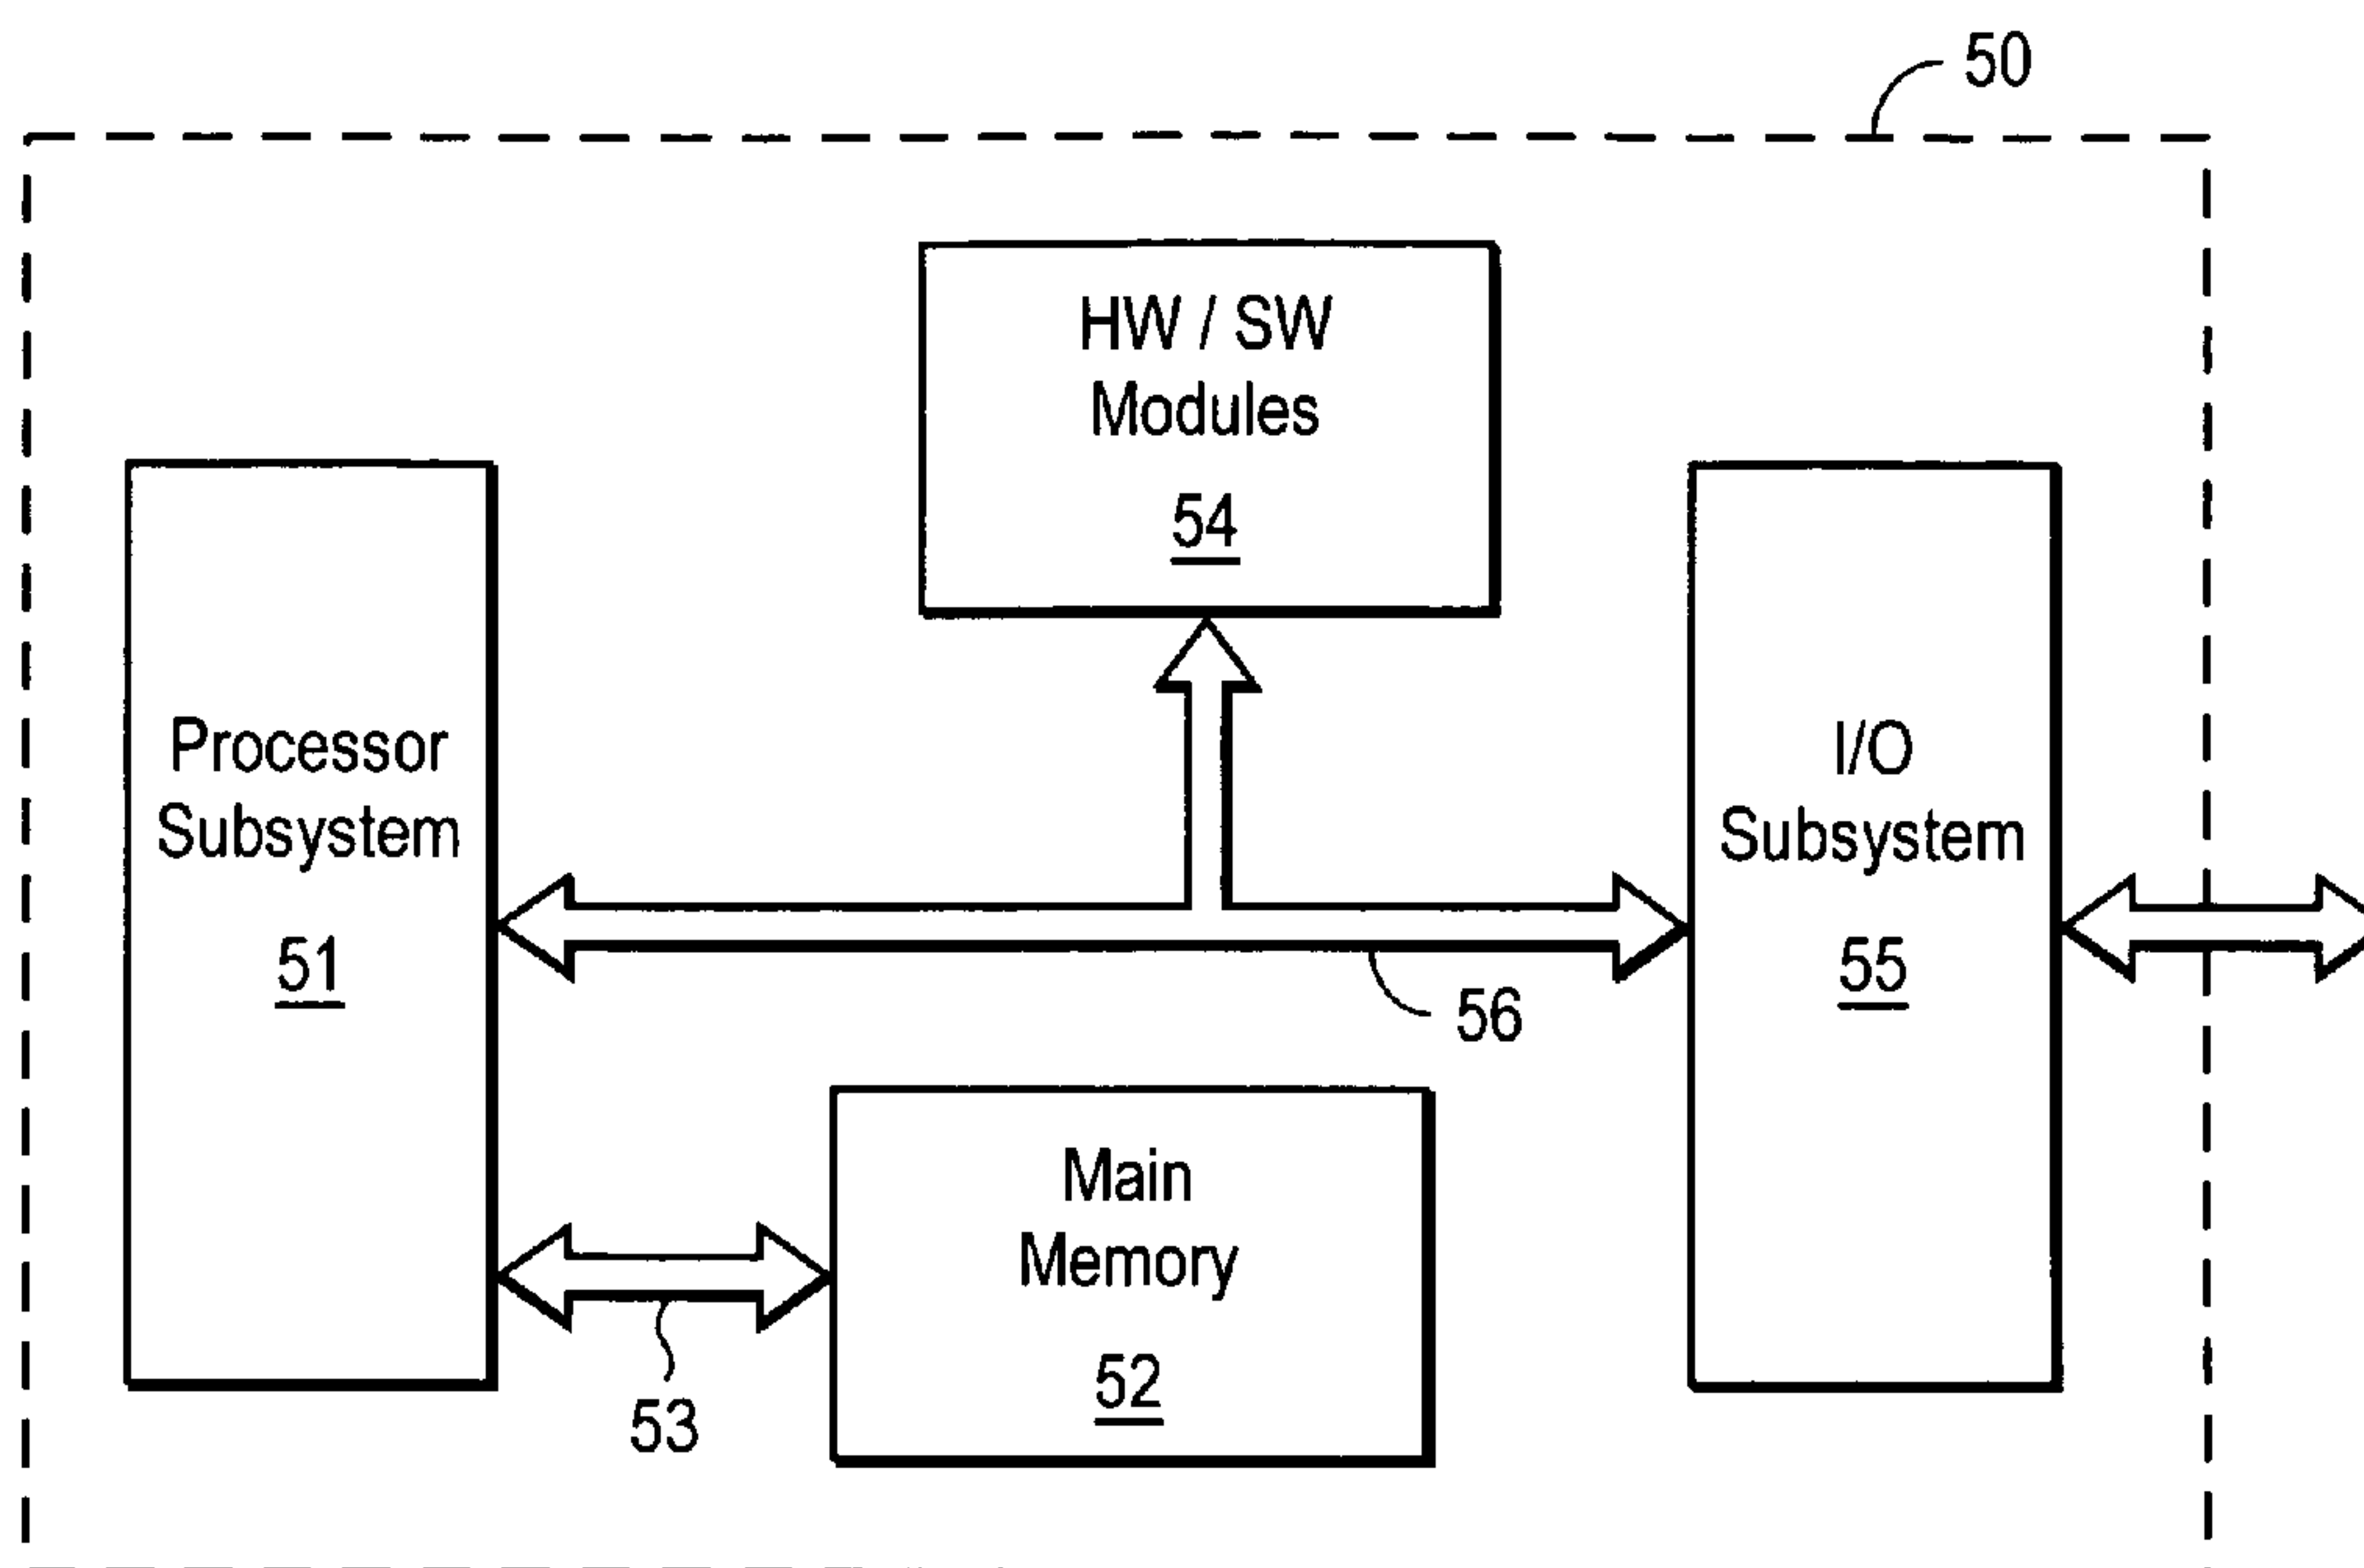 50
HW / SW
Modules
54
Processor
Subsystem
51
I/O
Subsystem
55
56
Main
Memory
52
53